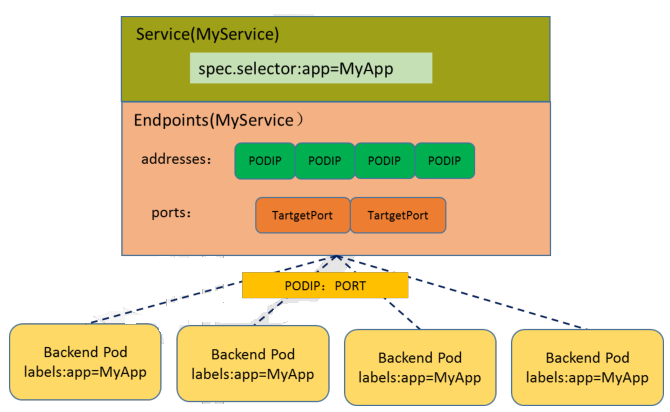 Service(MyService)
spec.selector:app=MyApp
Endpoints(MyService）
addresses：
PODIP PODIP PODIP PODIP
ports：
TartgetPort TartgetPort
PODIP：PORT
Backend Pod
labels:app=MyApp
Backend Pod
labels:app=MyApp
Backend Pod
labels:app=MyApp
Backend Pod
labels:app=MyApp